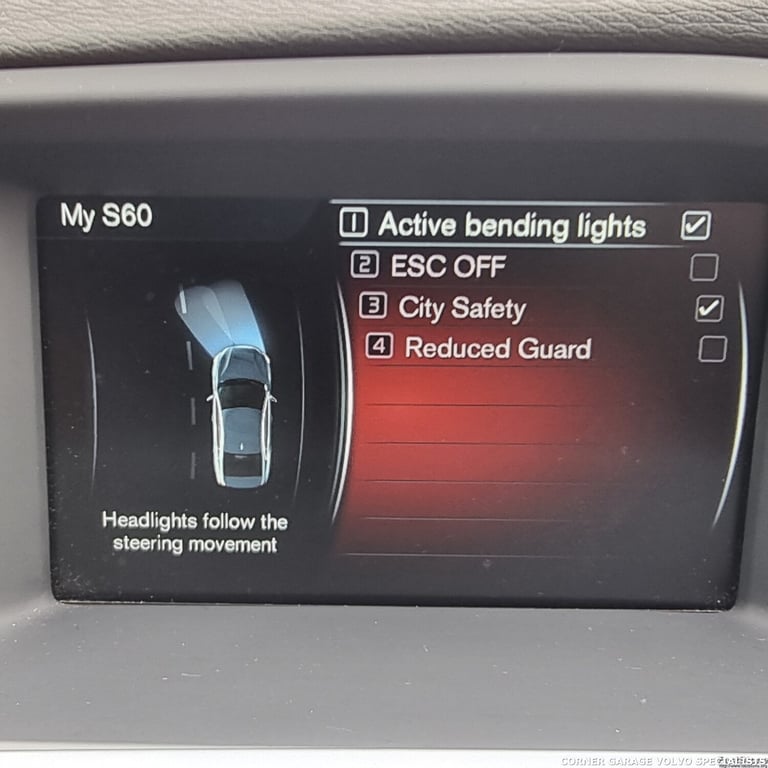 My S60
1 Active bending lights
2 ESC OFF
3 City Safety
4 Reduced Guard
Headlights follow the
steering movement
CORNER GARAGE VOLVO SPECIALISTS